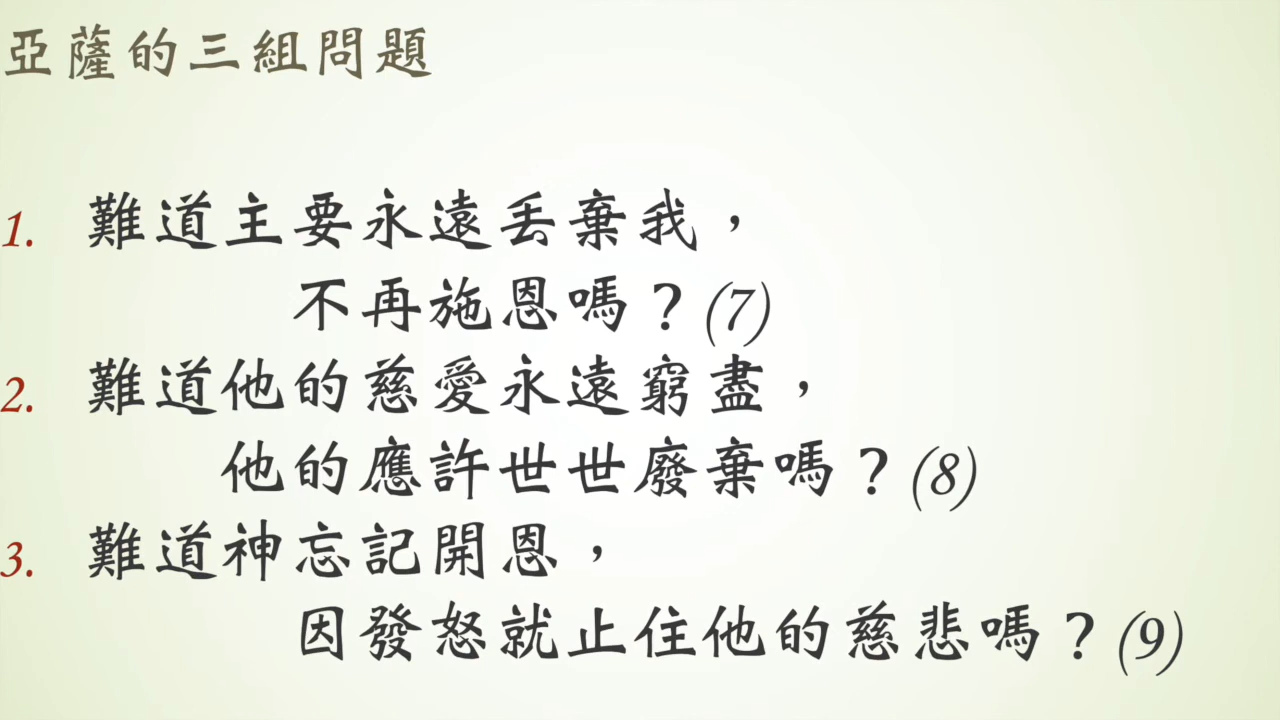 亞薩的三組問題
1. 難道主要永遠丟棄我，
不再施恩嗎？(7)
2. 難道他的慈愛永遠窮盡，
他的應許世世廢棄嗎？(8)
3. 難道神忘記開恩，
因發怒就止住他的慈悲嗎？(9)